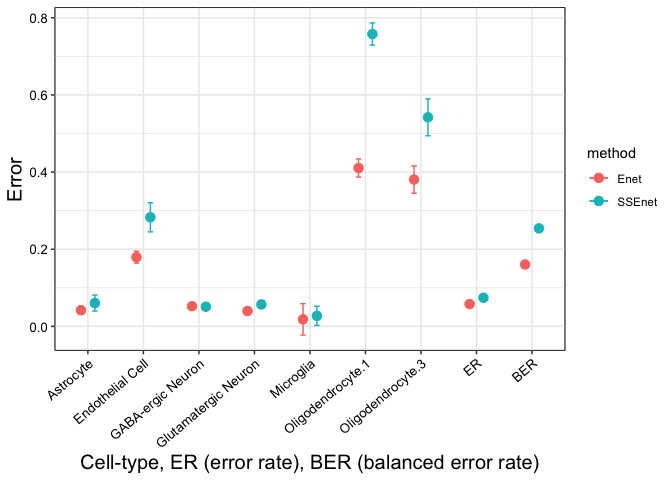 0.8
0.6
0.4
0.2
0.0
Error
Astrocyte
Endothelial Cell
GABA-ergic Neuron
Glutamatergic Neuron
Microglia
Oligodendrocyte.1
Oligodendrocyte.3
ER
BER
Cell-type, ER (error rate), BER (balanced error rate)
method
Enet
SSEnet